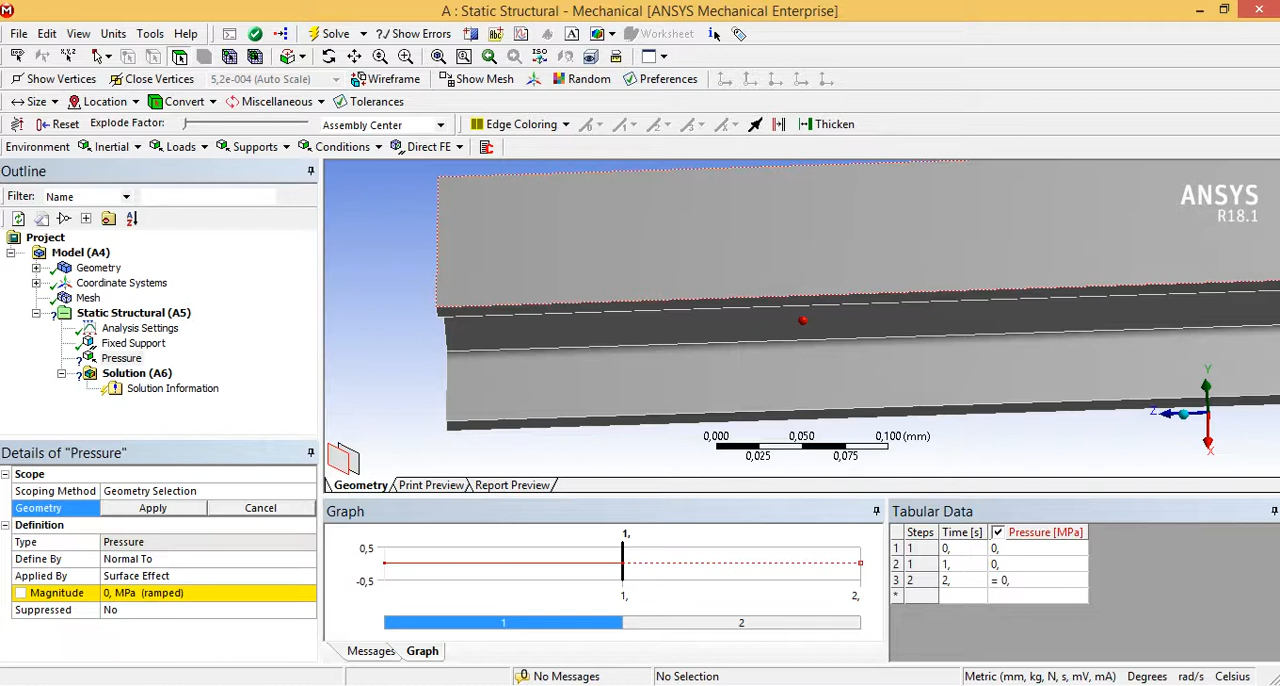 A : Static Structural - Mechanical [ANSYS Mechanical Enterprise]
File Edit View Units Tools Help Solve ?/ Show Errors Worksheet
Show Vertices Close Vertices 5,2e-004 (Auto Scale) Wireframe Show Mesh Random Preferences
Size Location Convert Miscellaneous Tolerances
Reset Explode Factor: Assembly Center Edge Coloring Thicken
Environment Inertial Loads Supports Conditions Direct FE
Outline
Filter: Name
Project
Model (A4)
Geometry
Coordinate Systems
Mesh
Static Structural (A5)
Analysis Settings
Fixed Support
Pressure
Solution (A6)
Solution Information
ANSYS
R18.1
Y
Z
X
0,000 0,050 0,100 (mm)
0,025 0,075
Geometry Print Preview Report Preview
Details of "Pressure"
Scope
Scoping Method Geometry Selection
Geometry Apply Cancel
Definition
Type Pressure
Define By Normal To
Applied By Surface Effect
Magnitude 0, MPa (ramped)
Suppressed No
Graph
1,
0,5
-0,5
1, 2,
1 2
Messages Graph
Tabular Data
Steps Time [s] Pressure [MPa]
1 1 0, 0,
2 1 1, 0,
3 2 2, = 0,
*
0 No Messages No Selection Metric (mm, kg, N, s, mV, mA) Degrees rad/s Celsius